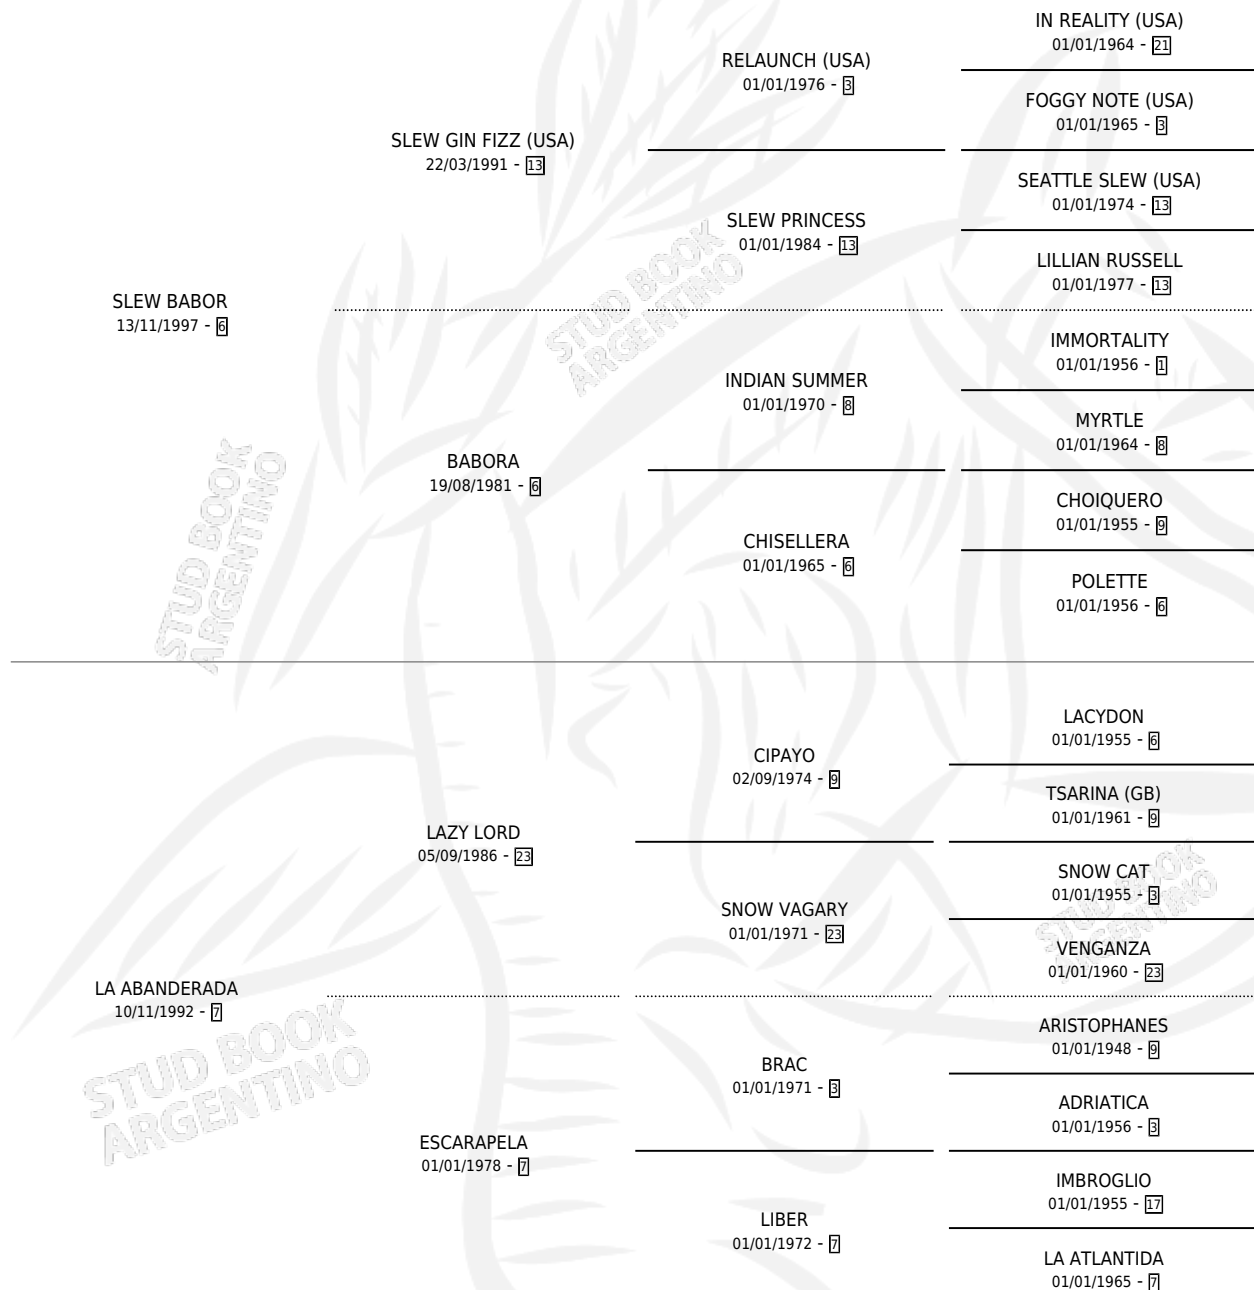 IN REALITY (USA)
01/01/1964 - 21
RELAUNCH (USA)
01/01/1976 - 3
FOGGY NOTE (USA)
01/01/1965 - 3
SLEW GIN FIZZ (USA)
22/03/1991 - 13
SEATTLE SLEW (USA)
01/01/1974 - 13
SLEW PRINCESS
01/01/1984 - 13
LILLIAN RUSSELL
01/01/1977 - 13
SLEW BABOR
13/11/1997 - 6
STUD BOOK
ARGENTINO
IMMORTALITY
01/01/1956 - 1
INDIAN SUMMER
01/01/1970 - 8
MYRTLE
01/01/1964 - 8
BABORA
19/08/1981 - 6
CHOIQUERO
01/01/1955 - 9
CHISELLERA
01/01/1965 - 6
POLETTE
01/01/1956 - 6
STUD BOOK
ARGENTINO
LACYDON
01/01/1955 - 6
CIPAYO
02/09/1974 - 9
TSARINA (GB)
01/01/1961 - 9
LAZY LORD
05/09/1986 - 23
SNOW CAT
01/01/1955 - 3
STUD BOOK
ARGENTINO
SNOW VAGARY
01/01/1971 - 23
VENGANZA
01/01/1960 - 23
LA ABANDERADA
10/11/1992 - 7
STUD BOOK
ARGENTINO
ARISTOPHANES
01/01/1948 - 9
BRAC
01/01/1971 - 3
ADRIATICA
01/01/1956 - 3
ESCARAPELA
01/01/1978 - 7
IMBROGLIO
01/01/1955 - 17
LIBER
01/01/1972 - 7
LA ATLANTIDA
01/01/1965 - 7